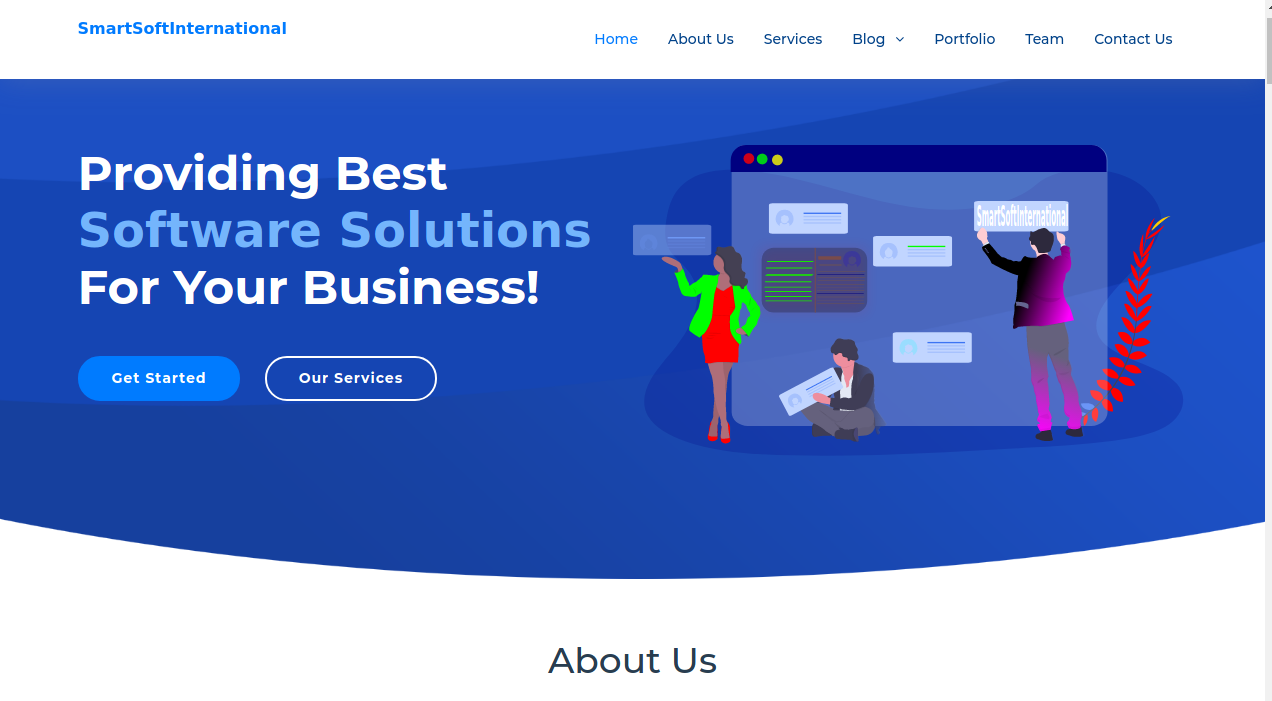 SmartSoftInternational
Home About Us Services Blog Portfolio Team Contact Us
Providing Best
Software Solutions
For Your Business!
SmartSoftInternational
Get Started Our Services
About Us